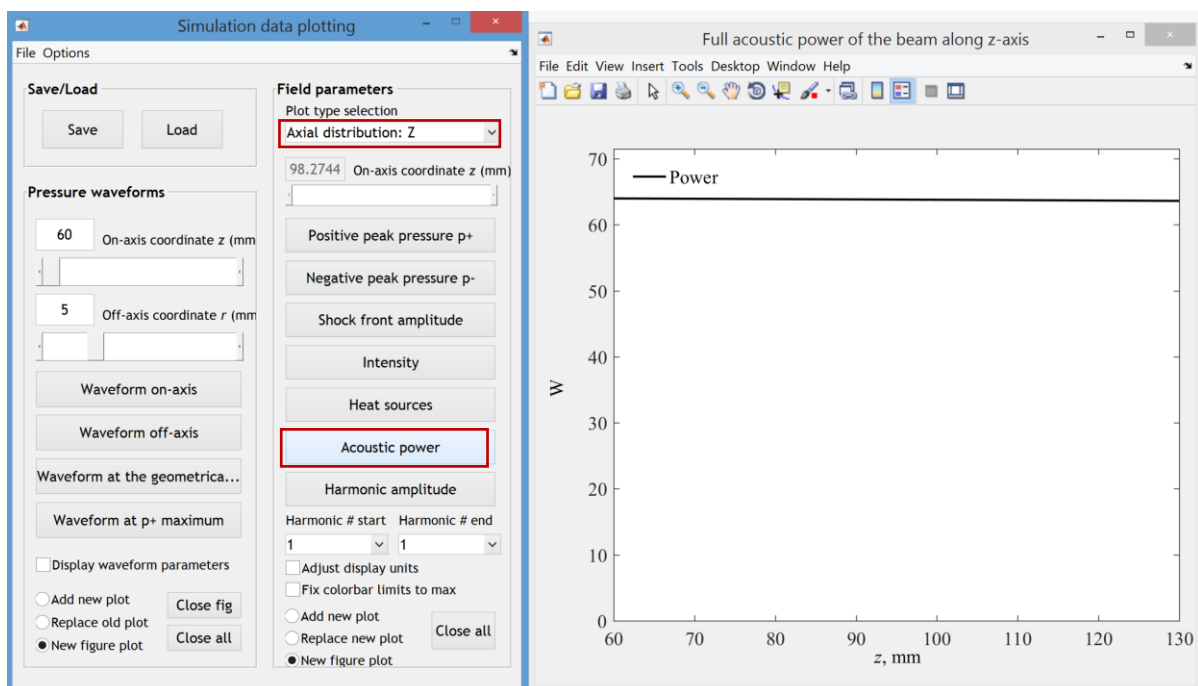 Simulation data plotting
File Options
Save/Load
Save
Load
Pressure waveforms
60
On-axis coordinate z (mm
5
Off-axis coordinate r (mm
Waveform on-axis
Waveform off-axis
Waveform at the geometrica...
Waveform at p+ maximum
Display waveform parameters
Add new plot
Replace old plot
New figure plot
Close fig
Close all
Field parameters
Plot type selection
Axial distribution: Z
98.2744 On-axis coordinate z (mm)
Positive peak pressure p+
Negative peak pressure p-
Shock front amplitude
Intensity
Heat sources
Acoustic power
Harmonic amplitude
Harmonic # start Harmonic # end
1 1
Adjust display units
Fix colorbar limits to max
Add new plot
Replace new plot
New figure plot
Close all
Full acoustic power of the beam along z-axis
File Edit View Insert Tools Desktop Window Help
Power
70
60
50
40
30
20
10
0
W
60 70 80 90 100 110 120 130
z, mm